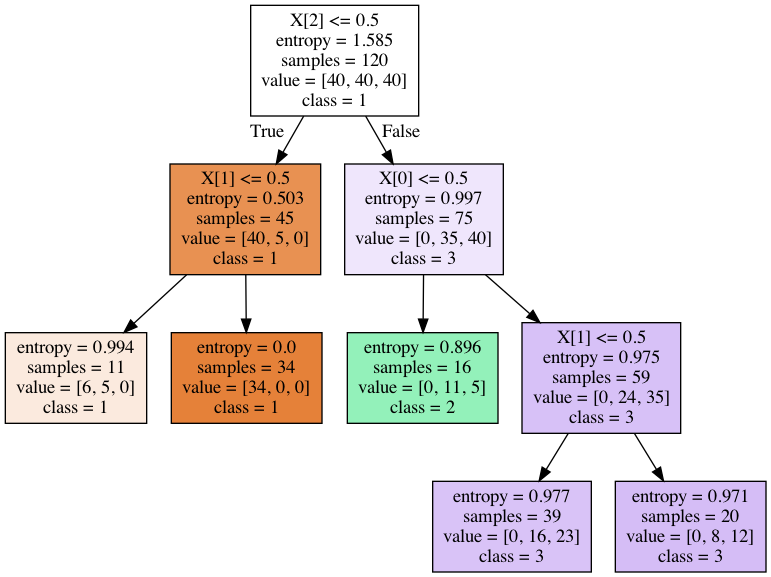 X[2] <= 0.5
entropy = 1.585
samples = 120
value = [40, 40, 40]
class = 1
True
False
X[1] <= 0.5
entropy = 0.503
samples = 45
value = [40, 5, 0]
class = 1
X[0] <= 0.5
entropy = 0.997
samples = 75
value = [0, 35, 40]
class = 3
entropy = 0.994
samples = 11
value = [6, 5, 0]
class = 1
entropy = 0.0
samples = 34
value = [34, 0, 0]
class = 1
entropy = 0.896
samples = 16
value = [0, 11, 5]
class = 2
X[1] <= 0.5
entropy = 0.975
samples = 59
value = [0, 24, 35]
class = 3
entropy = 0.977
samples = 39
value = [0, 16, 23]
class = 3
entropy = 0.971
samples = 20
value = [0, 8, 12]
class = 3